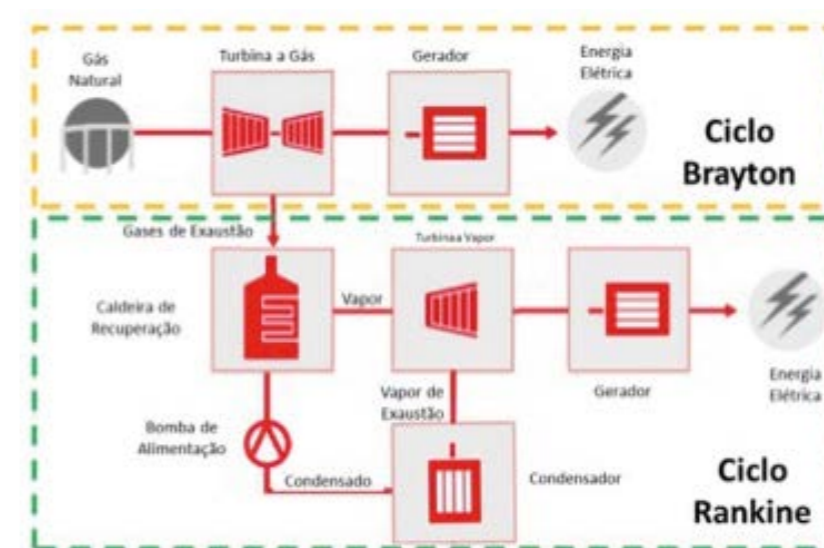 Gás
Natural
Turbina a Gás
Gerador
Energia
Elétrica
Ciclo
Brayton
Gases de Exaustão
Turbina a Vapor
Caldeira de
Recuperação
Vapor
Energia
Elétrica
Gerador
Vapor de
Exaustão
Bomba de
Alimentação
Condensado
Condensador
Ciclo
Rankine